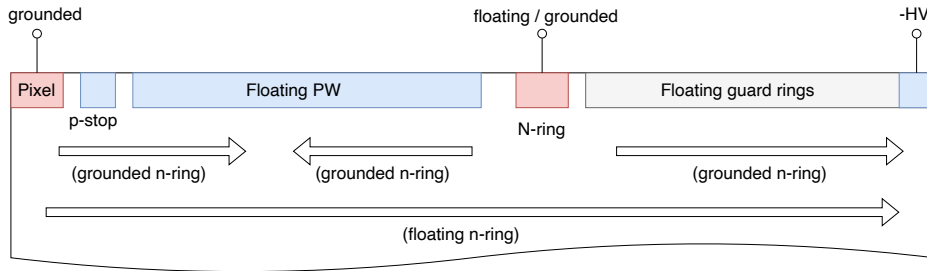 grounded
floating / grounded
-HV
Pixel
Floating PW
Floating guard rings
p-stop
N-ring
(grounded n-ring)
(grounded n-ring)
(grounded n-ring)
(floating n-ring)